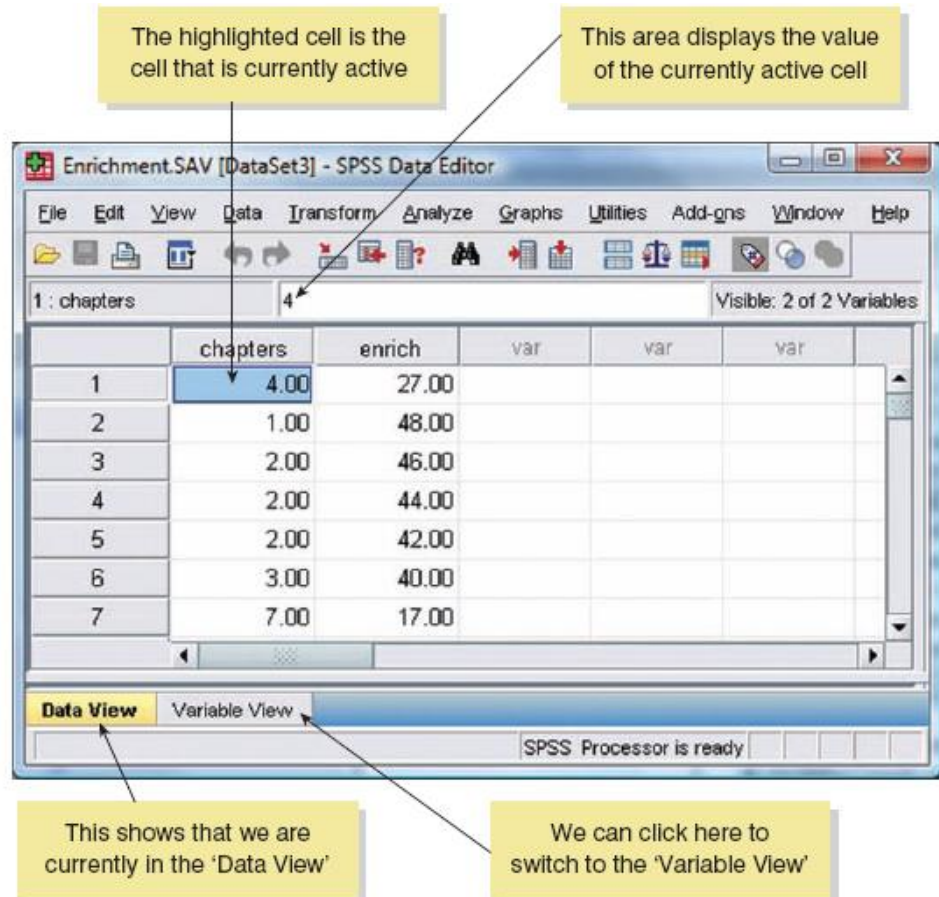 The highlighted cell is the
cell that is currently active
This area displays the value
of the currently active cell
Enrichment.SAV [DataSet3] - SPSS Data Editor
File Edit View Data Transform Analyze Graphs Utilities Add-ons Window Help
1 : chapters 4 Visible: 2 of 2 Variables
chapters enrich var var var
1 4.00 27.00
2 1.00 48.00
3 2.00 46.00
4 2.00 44.00
5 2.00 42.00
6 3.00 40.00
7 7.00 17.00
Data View Variable View
SPSS Processor is ready
This shows that we are
currently in the ‘Data View’
We can click here to
switch to the ‘Variable View’